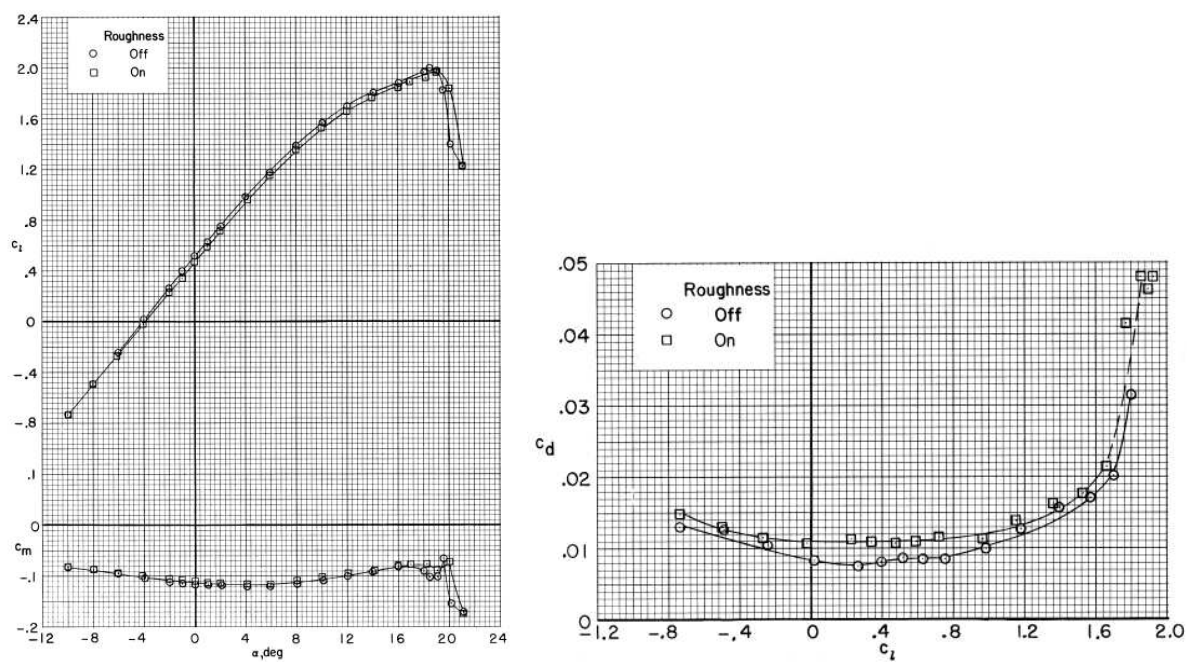 2.4
Roughness
Off
On
2.0
1.6
1.2
.8
c_l
.4
0
-.4
-.8
.1
0
c_m
-.1
-.2
-12 -8 -4 0 4 8 12 16 20 24
α, deg
.05
Roughness
Off
On
.04
.03
c_d
.02
.01
0
-1.2 -.8 -.4 0 .4 .8 1.2 1.6 2.0
c_l